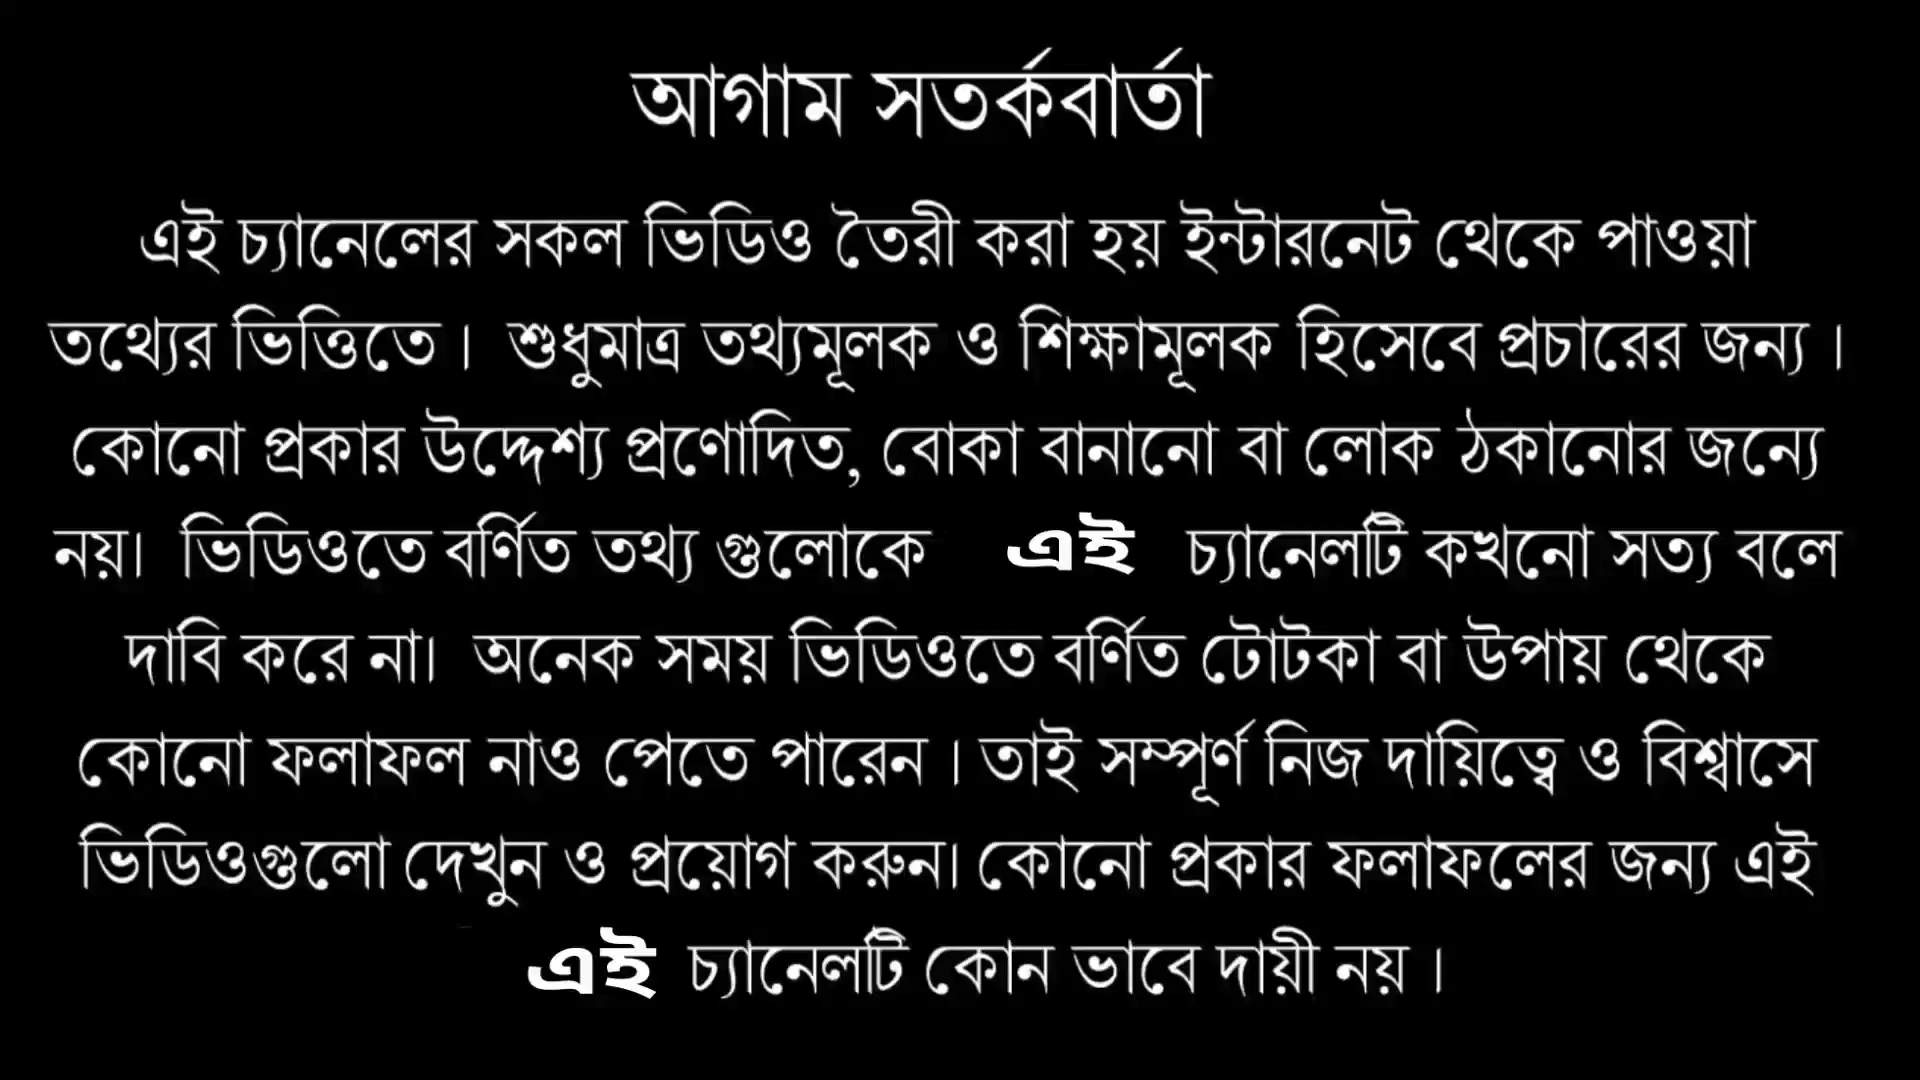 আগাম সতর্কবার্তা
এই চ্যানেলের সকল ভিডিও তৈরী করা হয় ইন্টারনেট থেকে পাওয়া
তথ্যের ভিত্তিতে। শুধুমাত্র তথ্যমূলক ও শিক্ষামূলক হিসেবে প্রচারের জন্য।
কোনো প্রকার উদ্দেশ্য প্রণোদিত, বোকা বানানো বা লোক ঠকানোর জন্যে
নয়। ভিডিওতে বর্ণিত তথ্য গুলোকে এই চ্যানেলটি কখনো সত্য বলে
দাবি করে না। অনেক সময় ভিডিওতে বর্ণিত টোটকা বা উপায় থেকে
কোনো ফলাফল নাও পেতে পারেন। তাই সম্পূর্ণ নিজ দায়িত্বে ও বিশ্বাসে
ভিডিওগুলো দেখুন ও প্রয়োগ করুন। কোনো প্রকার ফলাফলের জন্য এই
এই চ্যানেলটি কোন ভাবে দায়ী নয়।